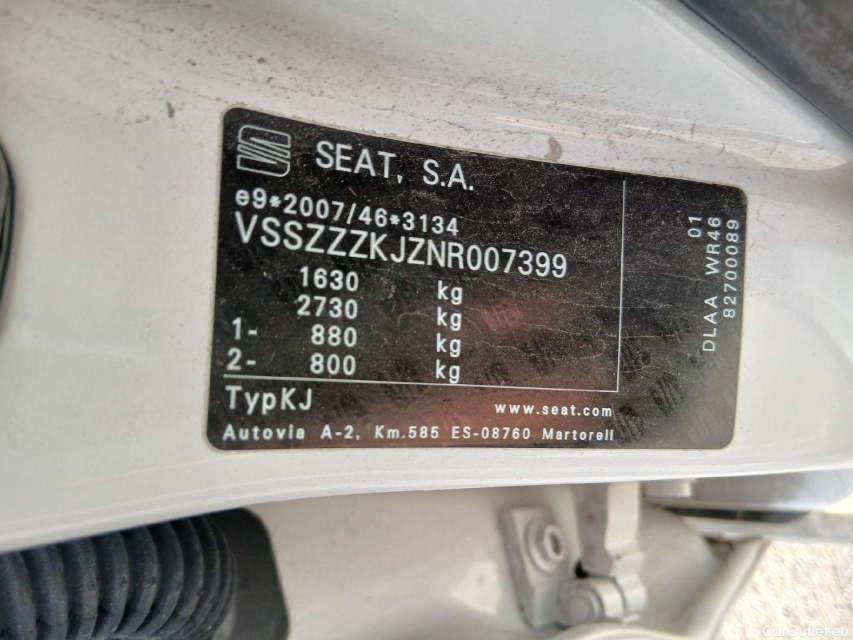 SEAT, S.A.
e9*2007/46*3134
VSSZZZKJZNR007399
1630 kg
2730 kg
1- 880 kg
2- 800 kg
TypKJ
www.seat.com
Autovia A-2, Km.585 ES-08760 Martorell
01
DLAA WR46
82700089